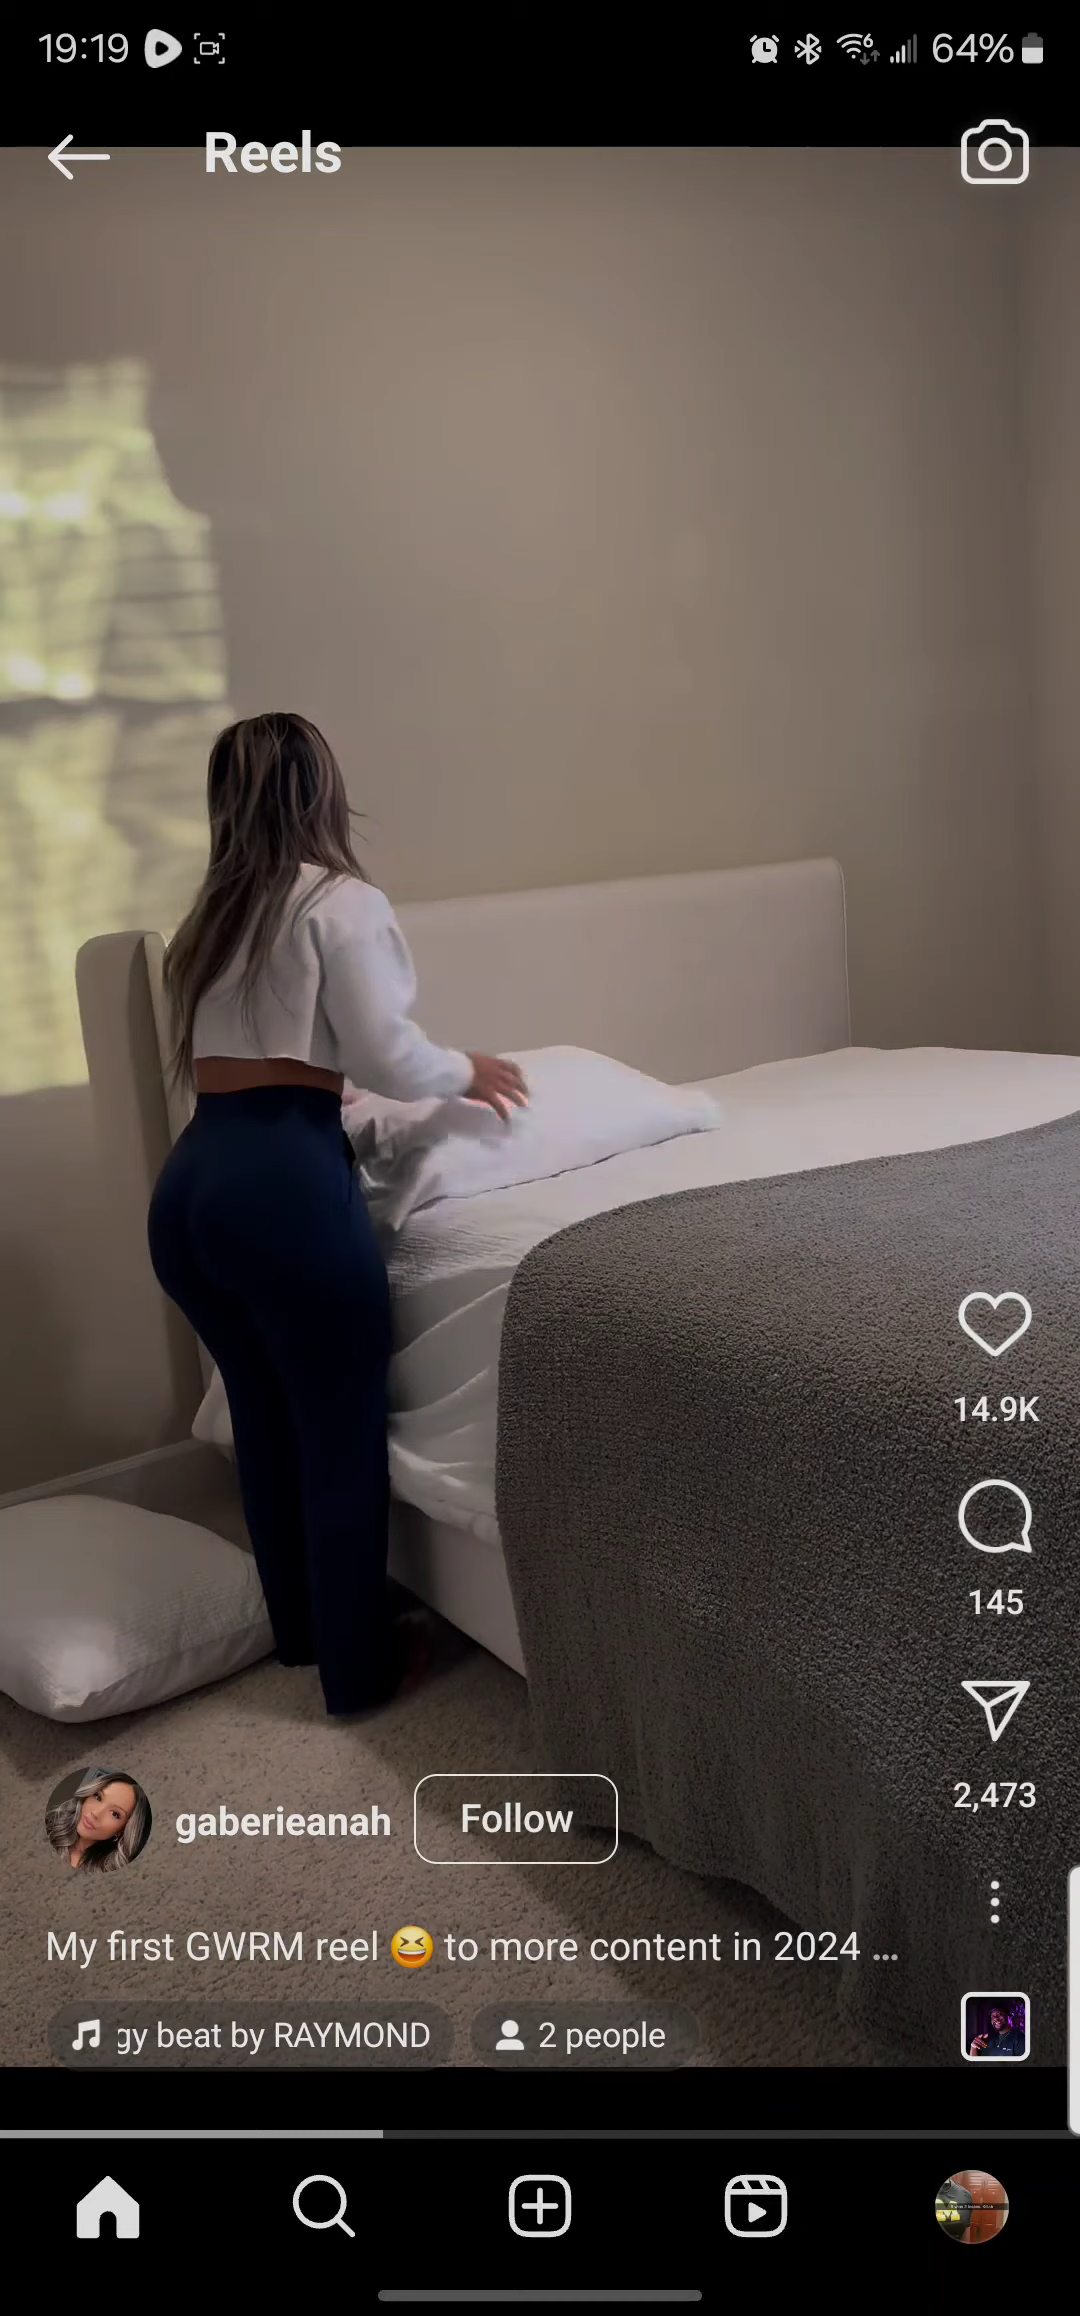 19:19
64%
Reels
14.9K
145
2,473
gaberieanah
Follow
My first GWRM reel 😆 to more content in 2024 ...
gy beat by RAYMOND
2 people